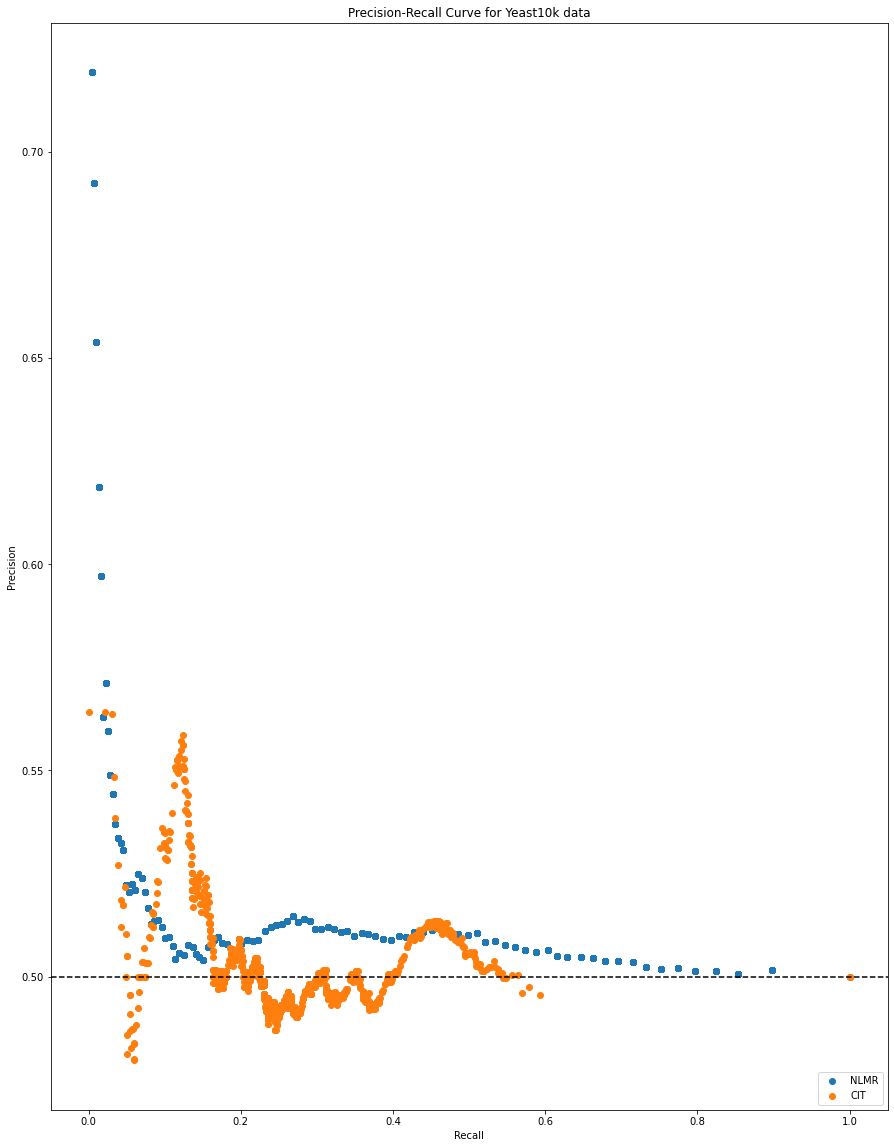 Precision-Recall Curve for Yeast10k data
Precision
0.70
0.65
0.60
0.55
0.50
0.0 0.2 0.4 0.6 0.8 1.0
Recall
NLMR
CIT